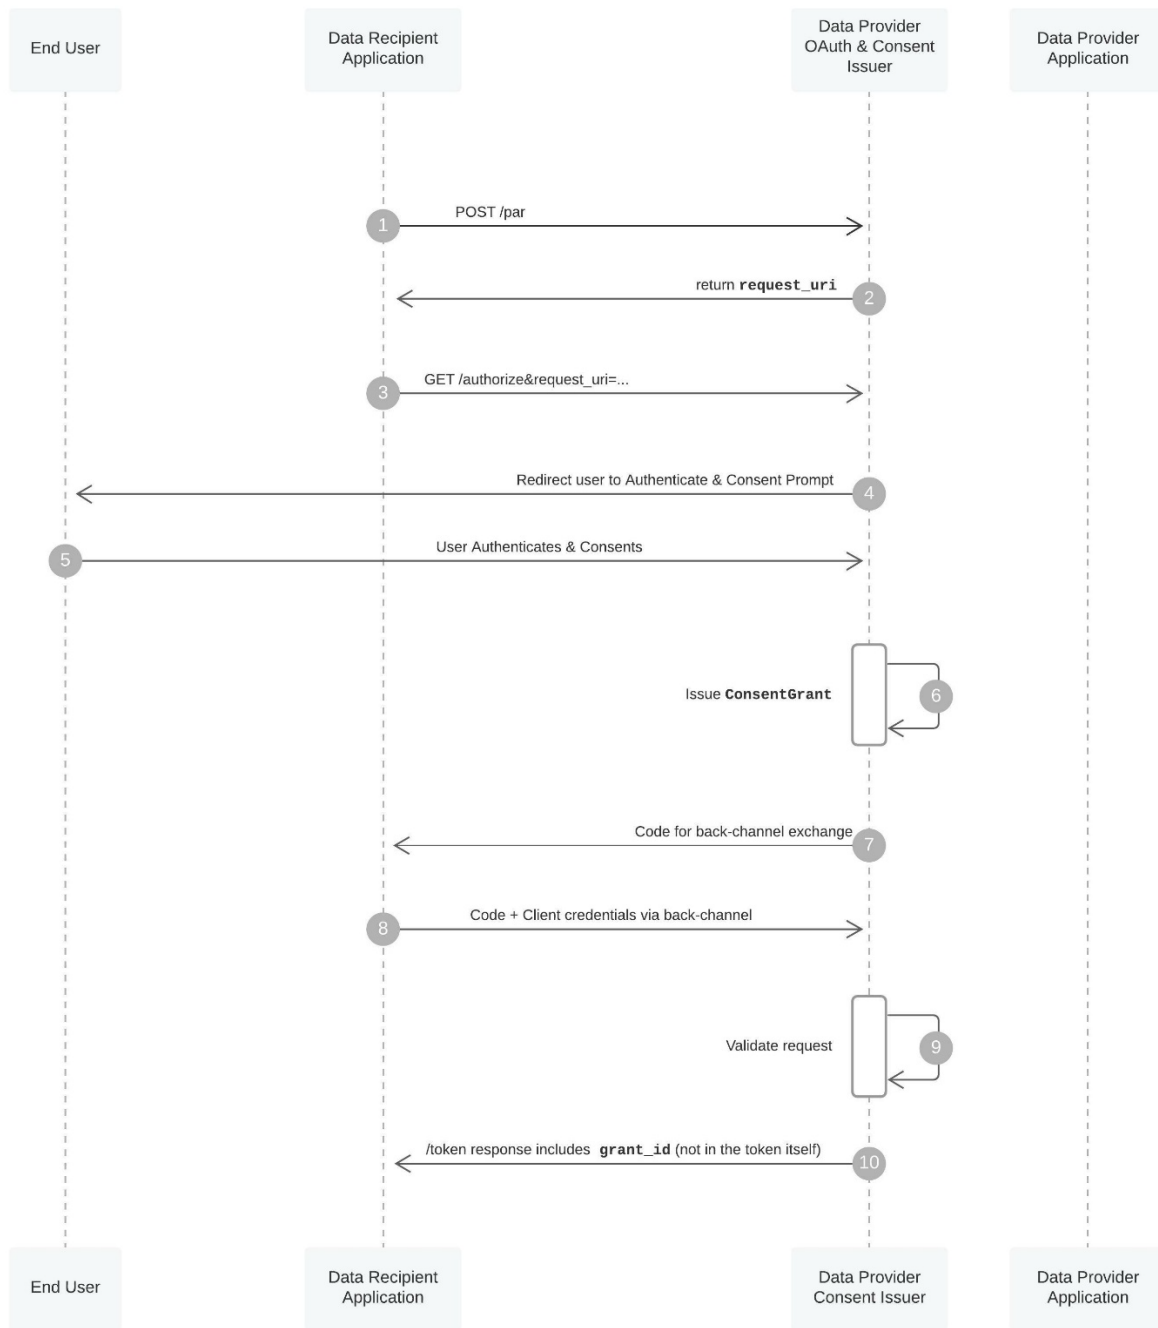 End User
Data Recipient
Application
Data Provider
OAuth & Consent
Issuer
Data Provider
Application
1
POST /par
return request_uri
2
3
GET /authorize&request_uri=...
Redirect user to Authenticate & Consent Prompt
4
5
User Authenticates & Consents
Issue ConsentGrant
6
Code for back-channel exchange
7
8
Code + Client credentials via back-channel
Validate request
9
/token response includes grant_id (not in the token itself)
10
End User
Data Recipient
Application
Data Provider
Consent Issuer
Data Provider
Application